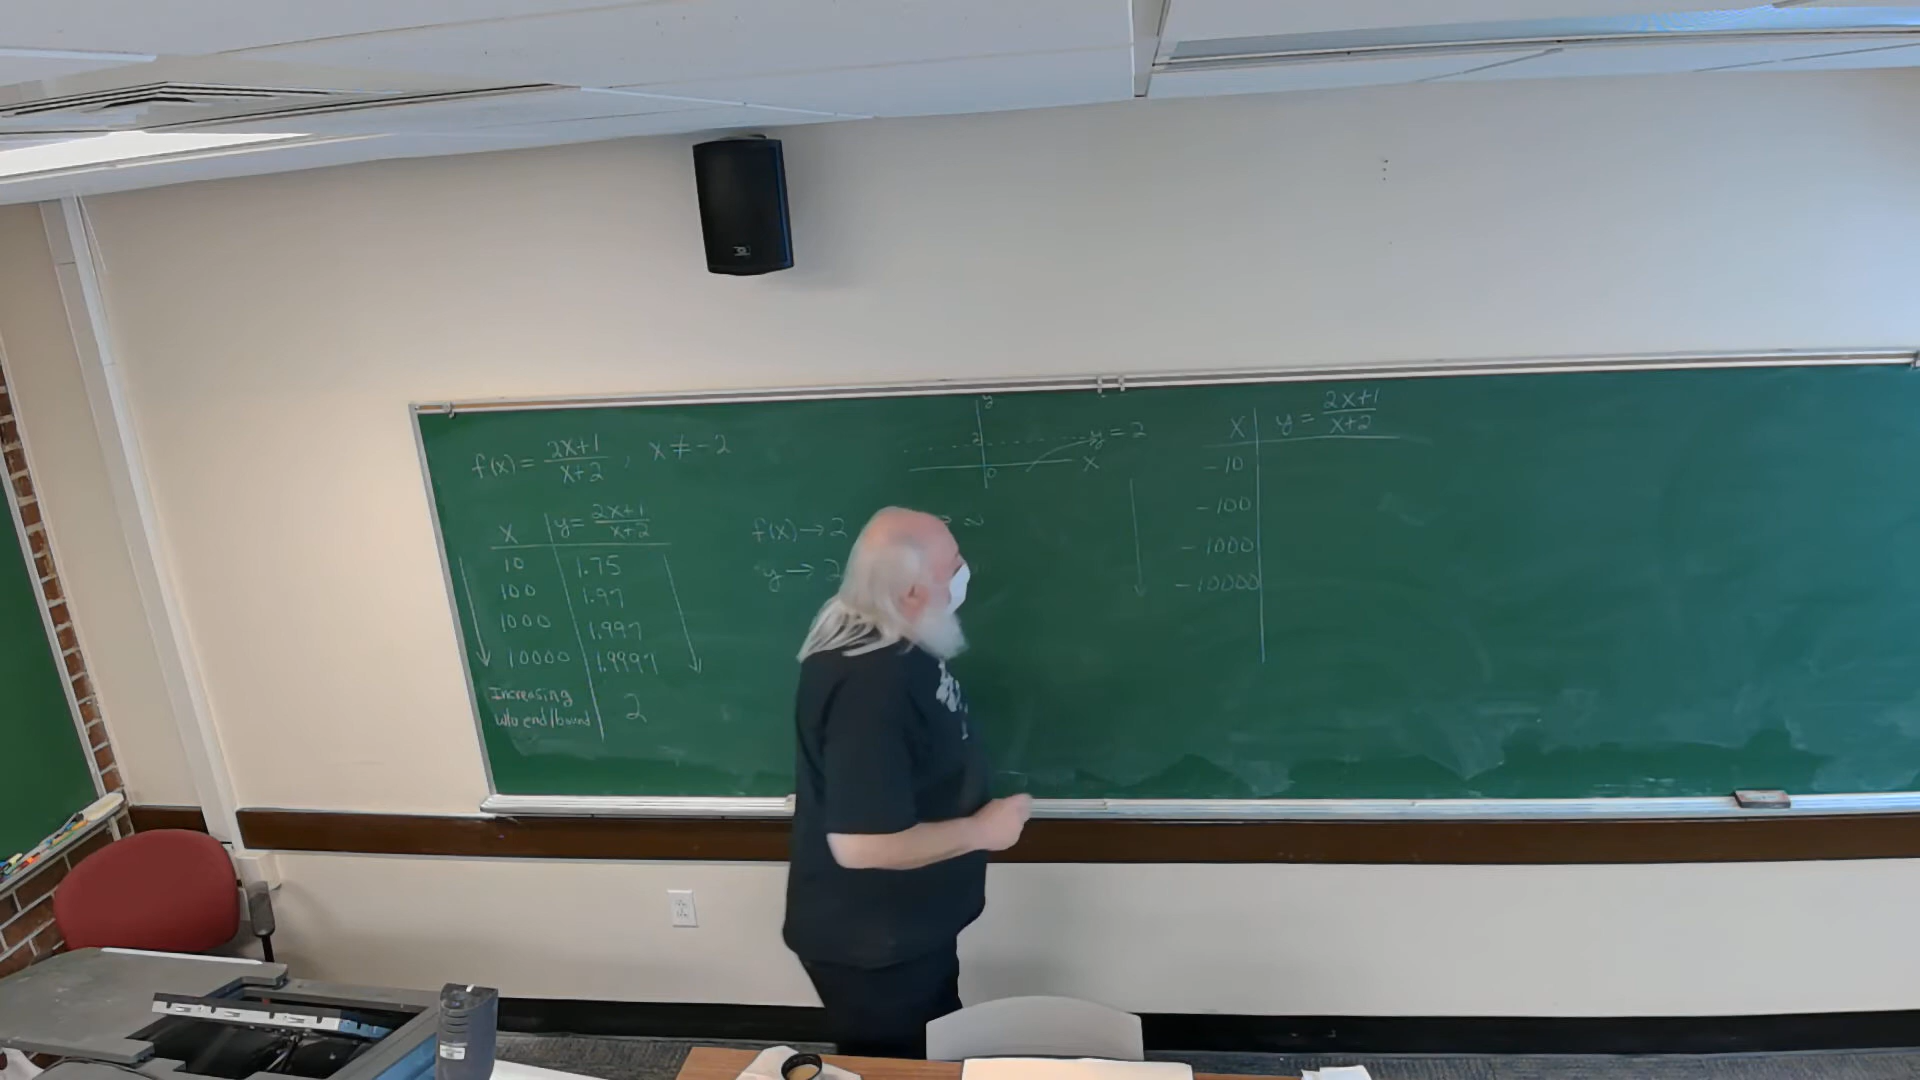 f(x) = 2x+1 / x+2 , x ≠ -2
x | y = 2x+1 / x+2
10 | 1.75
100 | 1.97
1000 | 1.997
10000 | 1.9997
Increasing w/o end/bound | 2
f(x) → 2
∞
y → 2
y
2
y = 2
0
x
x | y = 2x+1 / x+2
-10
-100
-1000
-10000